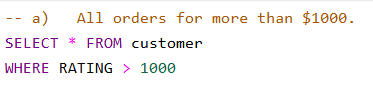 -- a)   All orders for more than $1000.
SELECT * FROM customer
WHERE RATING > 1000